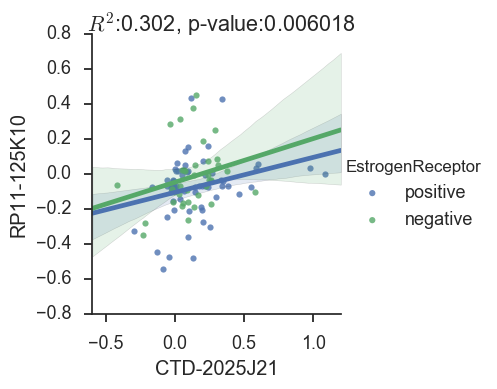 R²:0.302, p-value:0.006018
0.8
0.6
0.4
0.2
0.0
−0.2
−0.4
−0.6
−0.8
RP11-125K10
−0.5 0.0 0.5 1.0
CTD-2025J21
EstrogenReceptor
positive
negative